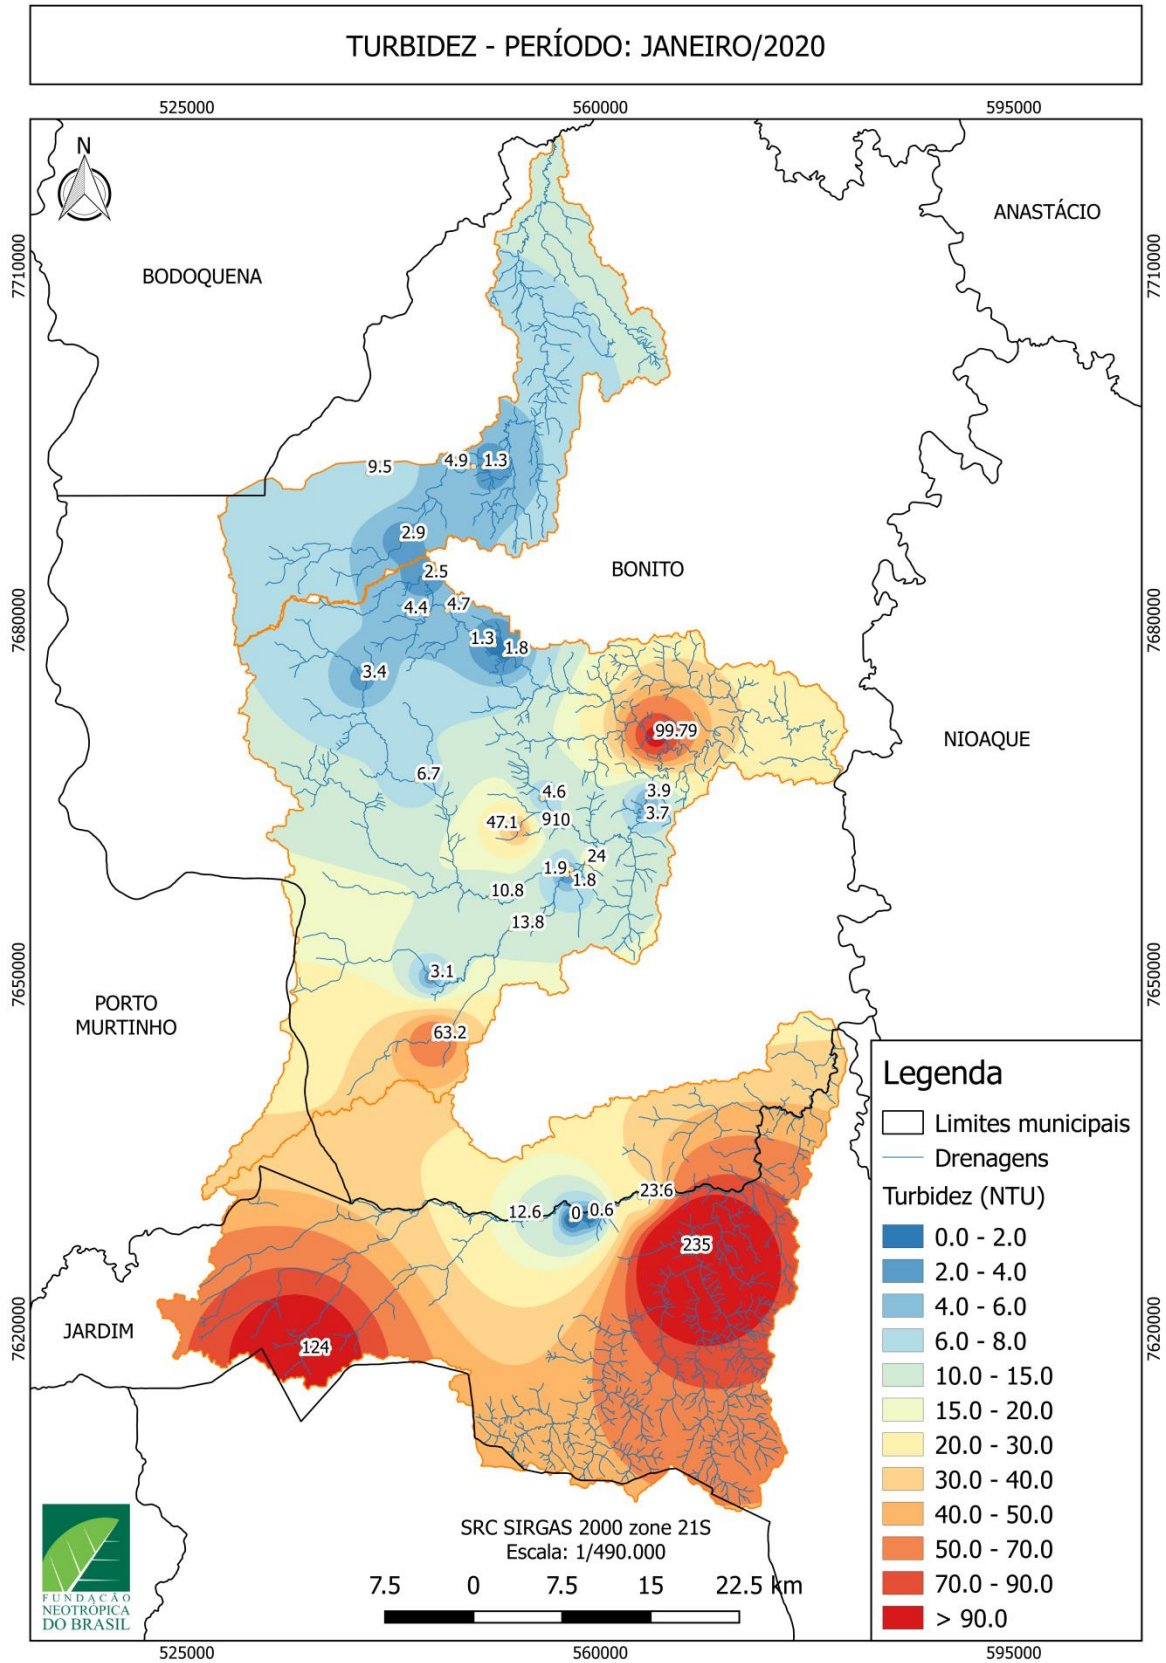 TURBIDEZ - PERÍODO: JANEIRO/2020
525000 560000 595000
N
ANASTÁCIO
7710000 7710000
BODOQUENA
9.5 4.9 1.3
2.9
2.5
BONITO
4.4 4.7
7680000 7680000
1.3 1.8
3.4
99.79
NIOAQUE
6.7
4.6 3.9
47.1 910 3.7
24
1.9 1.8
10.8
13.8
3.1
7650000 7650000
PORTO
MURTINHO
63.2
23.6
12.6 0 0.6
235
JARDIM
124
7620000 7620000
Legenda
Limites municipais
Drenagens
Turbidez (NTU)
0.0 - 2.0
2.0 - 4.0
4.0 - 6.0
6.0 - 8.0
10.0 - 15.0
15.0 - 20.0
20.0 - 30.0
30.0 - 40.0
40.0 - 50.0
50.0 - 70.0
70.0 - 90.0
> 90.0
SRC SIRGAS 2000 zone 21S
Escala: 1/490.000
7.5 0 7.5 15 22.5 km
FUNDAÇÃO
NEOTRÓPICA
DO BRASIL
525000 560000 595000